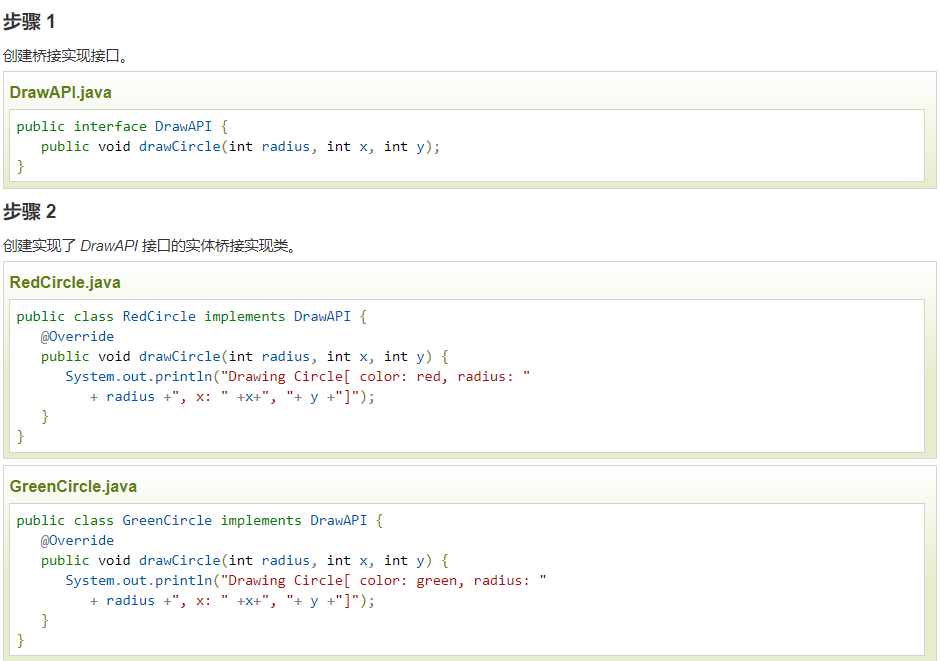 步骤 1
创建桥接实现接口。
DrawAPI.java
public interface DrawAPI {
   public void drawCircle(int radius, int x, int y);
}
步骤 2
创建实现了 DrawAPI 接口的实体桥接实现类。
RedCircle.java
public class RedCircle implements DrawAPI {
   @Override
   public void drawCircle(int radius, int x, int y) {
      System.out.println("Drawing Circle[ color: red, radius: "
         + radius +", x: " +x+", "+ y +"]");
   }
}
GreenCircle.java
public class GreenCircle implements DrawAPI {
   @Override
   public void drawCircle(int radius, int x, int y) {
      System.out.println("Drawing Circle[ color: green, radius: "
         + radius +", x: " +x+", "+ y +"]");
   }
}